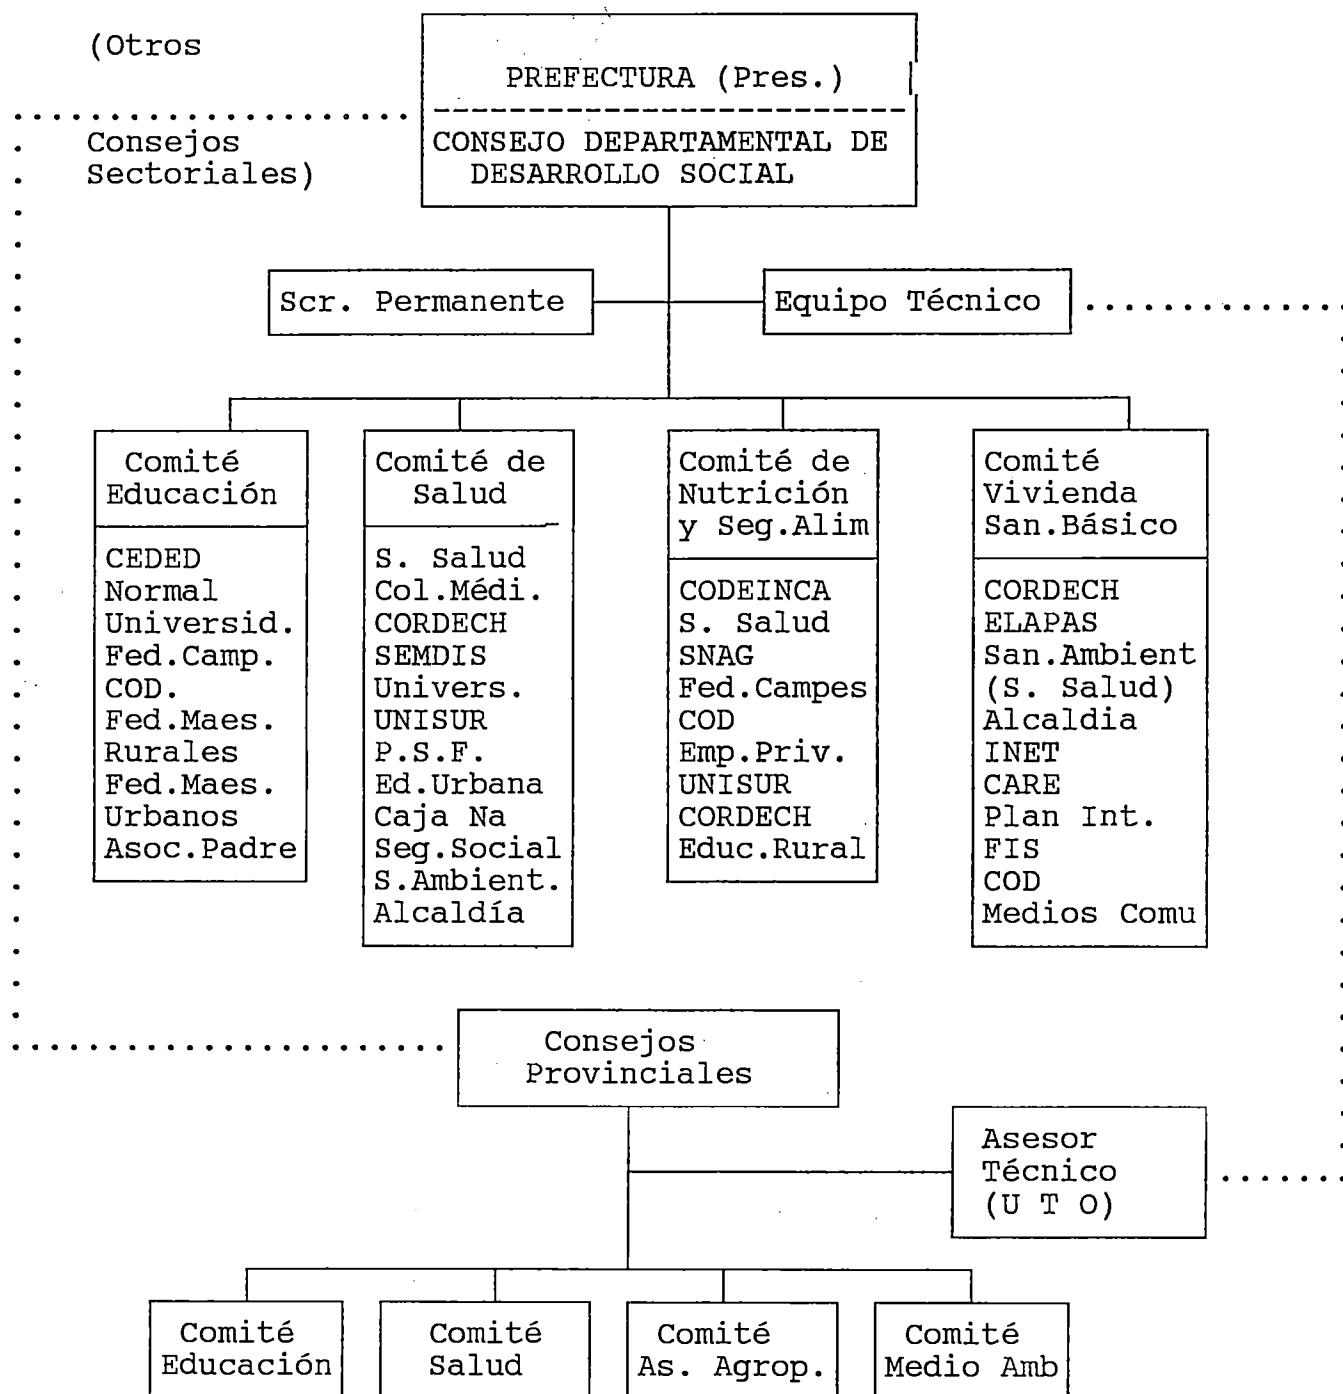 (Otros
PREFECTURA (Pres.)
Consejos
Sectoriales)
CONSEJO DEPARTAMENTAL DE
DESARROLLO SOCIAL
Scr. Permanente
Equipo Técnico
Comité
Educación
CEDED
Normal
Universid.
Fed.Camp.
COD.
Fed.Maes.
Rurales
Fed.Maes.
Urbanos
Asoc.Padre
Comité de
Salud
S. Salud
Col.Médi.
CORDECH
SEMDIS
Univers.
UNISUR
P.S.F.
Ed.Urbana
Caja Na
Seg.Social
S.Ambient.
Alcaldía
Comité de
Nutrición
y Seg.Alim
CODEINCA
S. Salud
SNAG
Fed.Campes
COD
Emp.Priv.
UNISUR
CORDECH
Educ.Rural
Comité
Vivienda
San.Básico
CORDECH
ELAPAS
San.Ambient
(S. Salud)
Alcaldia
INET
CARE
Plan Int.
FIS
COD
Medios Comu
Consejos
Provinciales
Asesor
Técnico
(U T O)
Comité
Educación
Comité
Salud
Comité
As. Agrop.
Comité
Medio Amb